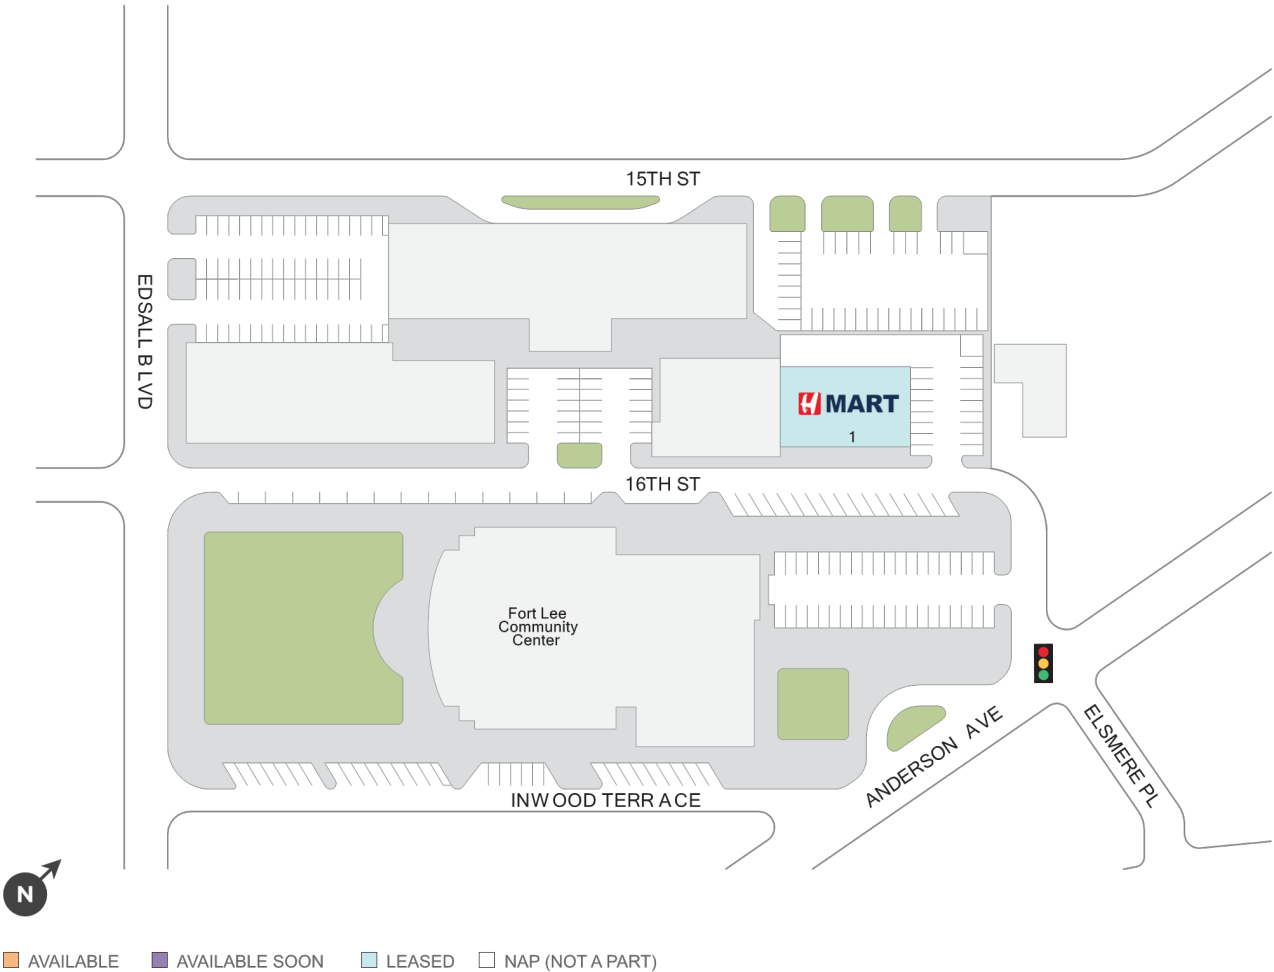 15TH ST
EDSALL BLVD
H MART
1
16TH ST
Fort Lee
Community
Center
ANDERSON AVE
ELSMERE PL
INWOOD TERRACE
N
AVAILABLE
AVAILABLE SOON
LEASED
NAP (NOT A PART)